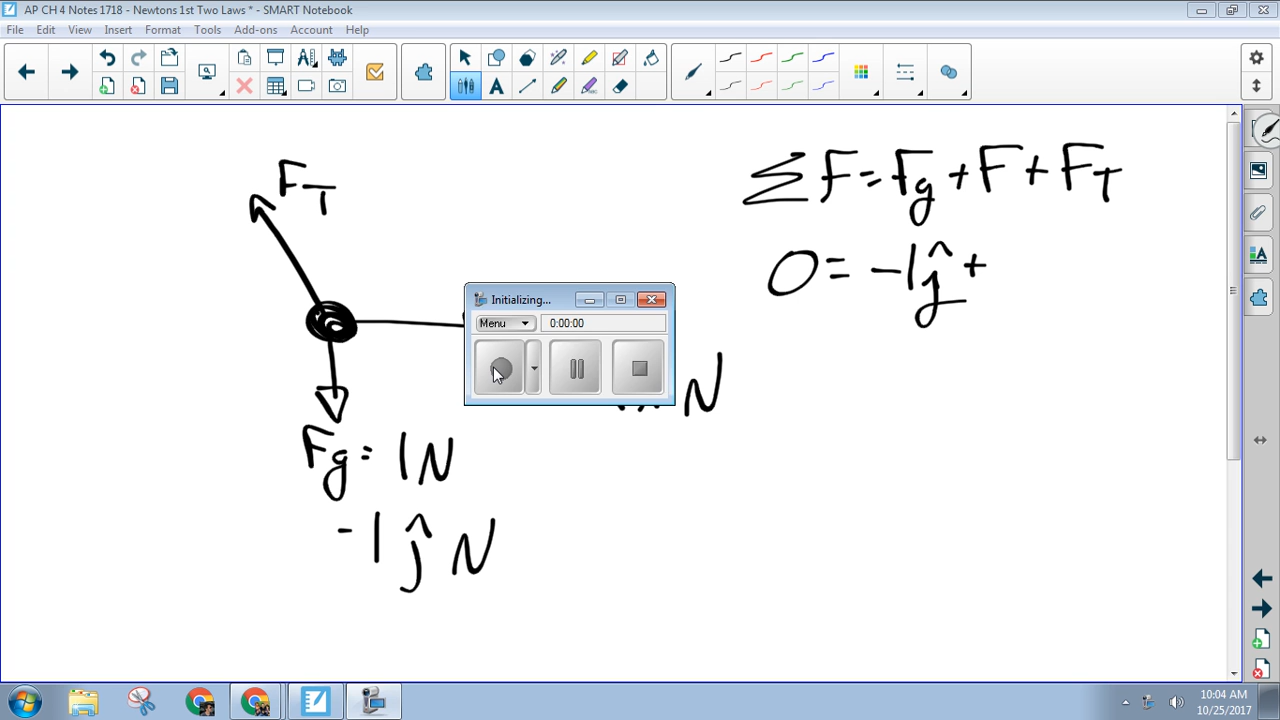 AP CH 4 Notes 1718 - Newtons 1st Two Laws * - SMART Notebook
File Edit View Insert Format Tools Add-ons Account Help
F_T
∑F = F_g + F + F_T
0 = -1ĵ +
Initializing...
Menu 0:00:00
N
F_g = 1N
-1 ĵ N
10:04 AM
10/25/2017